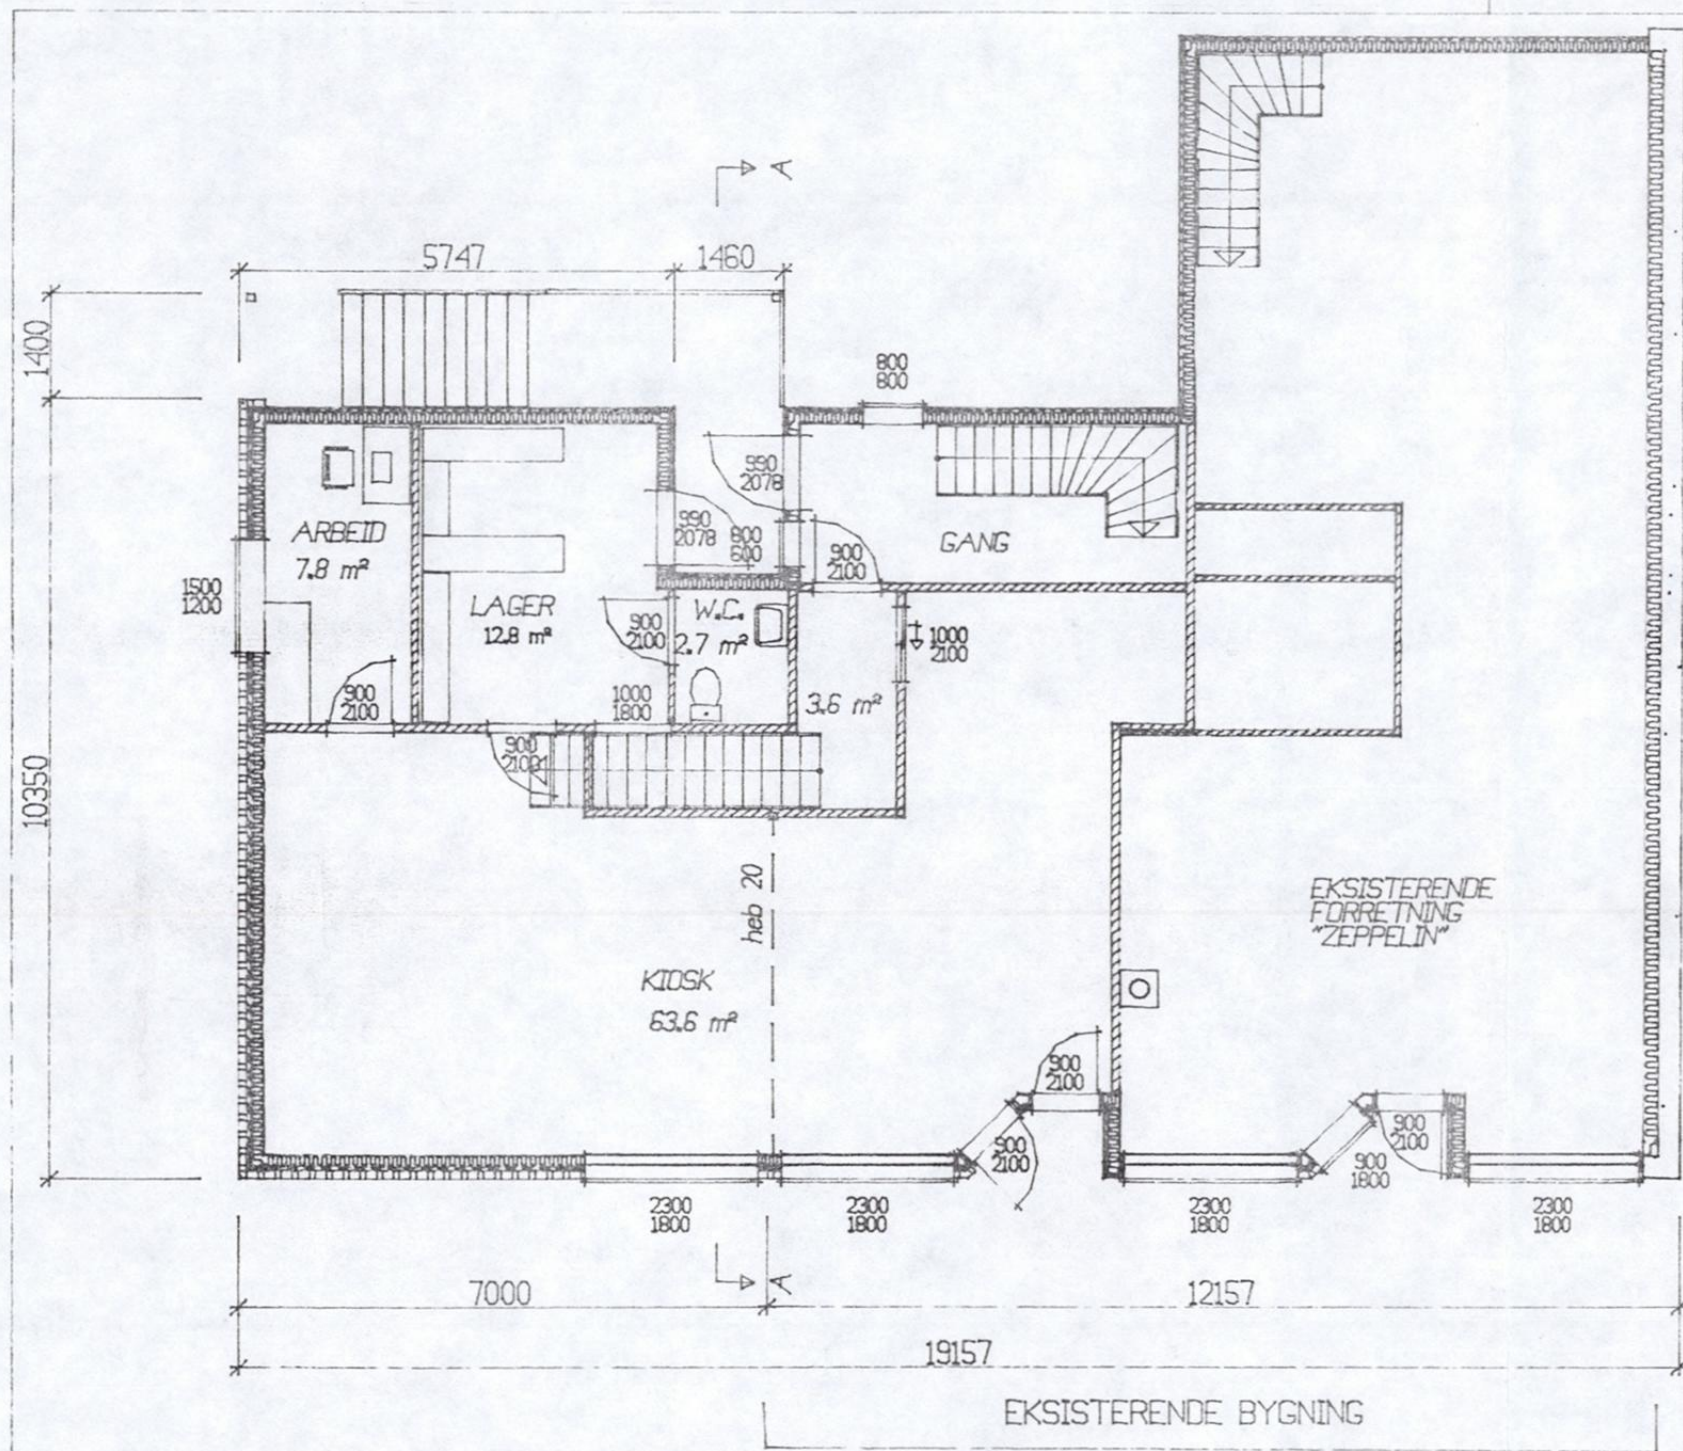 A
5747
1460
1400
800
800
990
2078
ARBEID
7.8 m²
990
2078
800
600
GANG
900
2100
1500
1200
LAGER
12.8 m²
W.C.
2.7 m²
900
2100
1000
2100
900
2100
1000
1800
3.6 m²
900
2100
10350
heb 20
EKSISTERENDE
FORRETNING
"ZEPPELIN"
KIOSK
63.6 m²
900
2100
900
2100
900
2100
900
1800
2300
1800
2300
1800
2300
1800
2300
1800
A
7000
12157
19157
EKSISTERENDE BYGNING